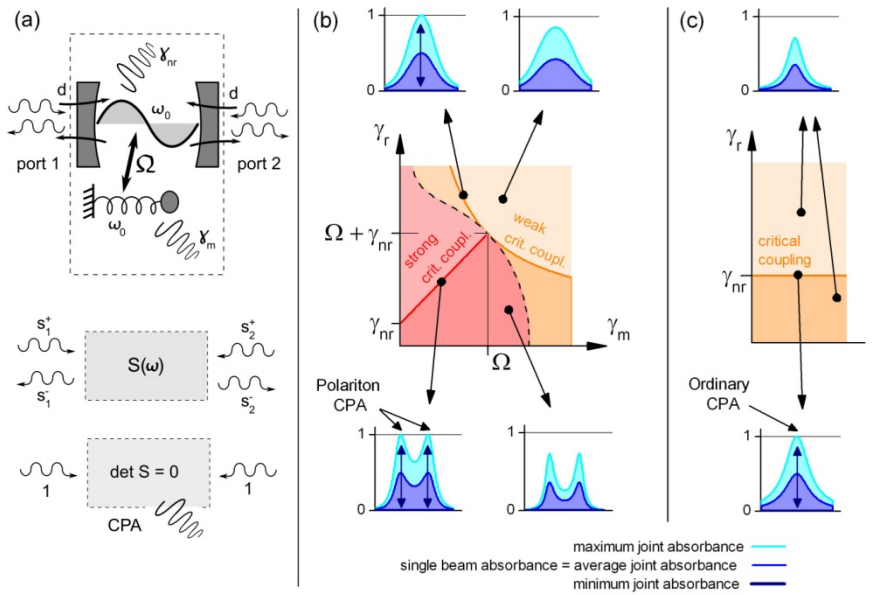 (a)
γnr
d
ω0
d
port 1
Ω
port 2
ω0
γm
s1+
s2+
S(ω)
s1-
s2-
det S = 0
1
1
CPA
(b)
1
0
γr
Ω + γnr
γnr
strong
crit. coupl.
weak
crit. coupl.
Ω
γm
Polariton
CPA
1
0
1
0
(c)
1
0
γr
critical
coupling
γnr
Ordinary
CPA
1
0
maximum joint absorbance
single beam absorbance = average joint absorbance
minimum joint absorbance